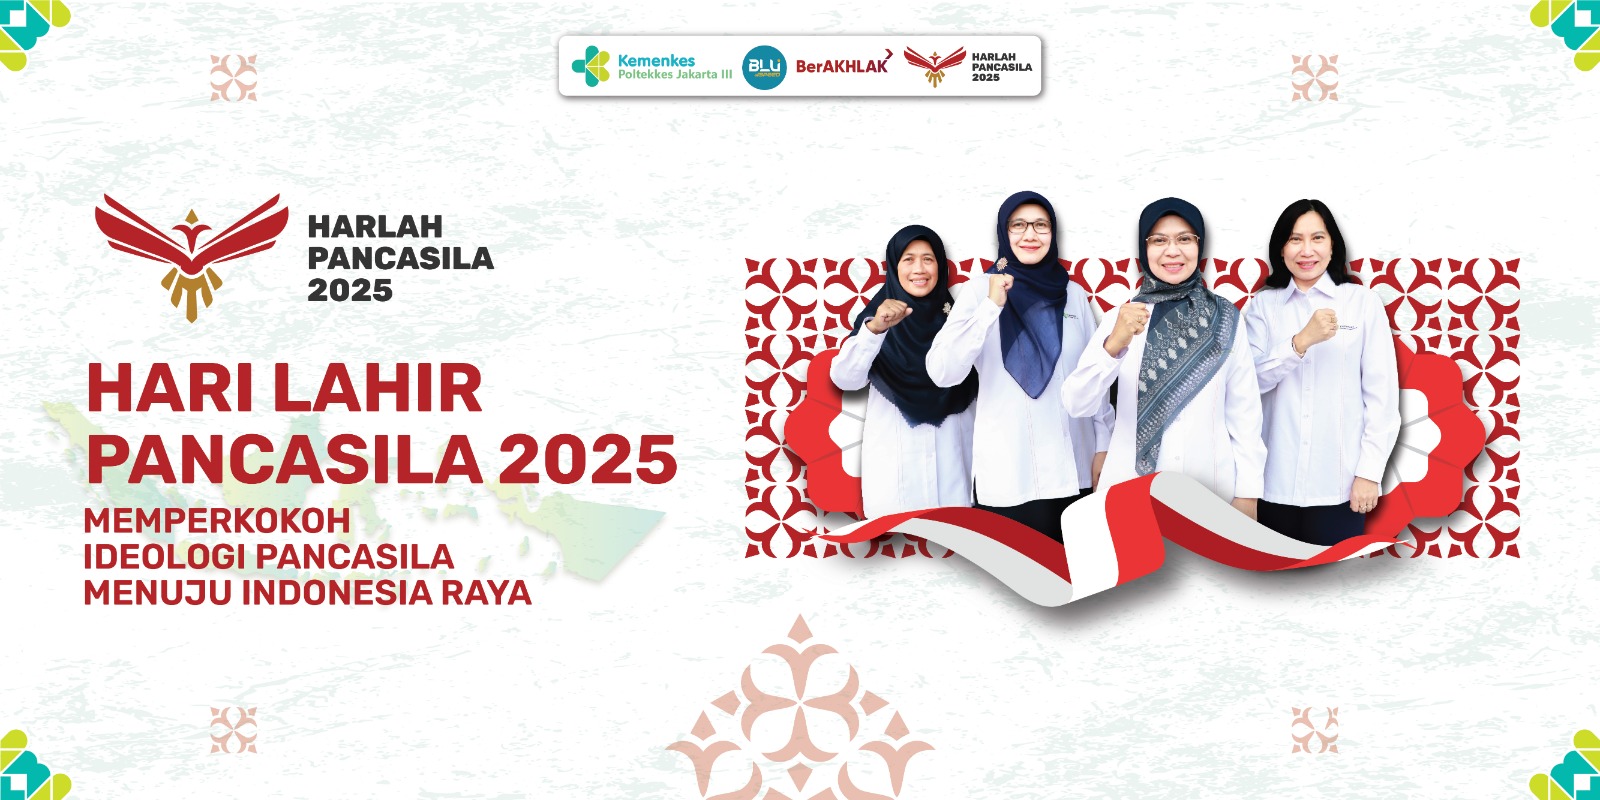 Kemenkes
Poltekkes Jakarta III
BLU
BerAKHLAK
HARLAH
PANCASILA
2025
HARLAH
PANCASILA
2025
HARI LAHIR
PANCASILA 2025
MEMPERKOKOH
IDEOLOGI PANCASILA
MENUJU INDONESIA RAYA